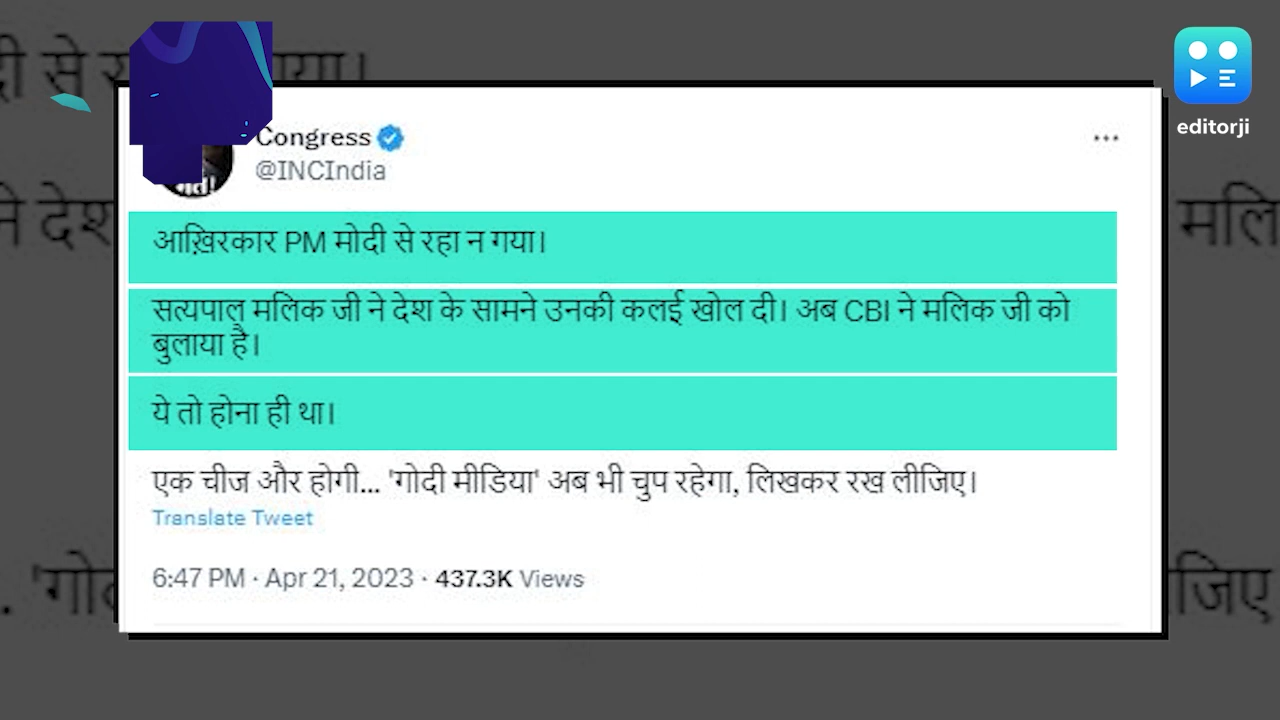 दी से गया।
editorji
Congress
@INCIndia
आख़िरकार PM मोदी से रहा न गया।
सत्यपाल मलिक जी ने देश के सामने उनकी कलई खोल दी। अब CBI ने मलिक जी को
बुलाया है।
ये तो होना ही था।
एक चीज और होगी... 'गोदी मीडिया' अब भी चुप रहेगा, लिखकर रख लीजिए।
Translate Tweet
6:47 PM · Apr 21, 2023 · 437.3K Views